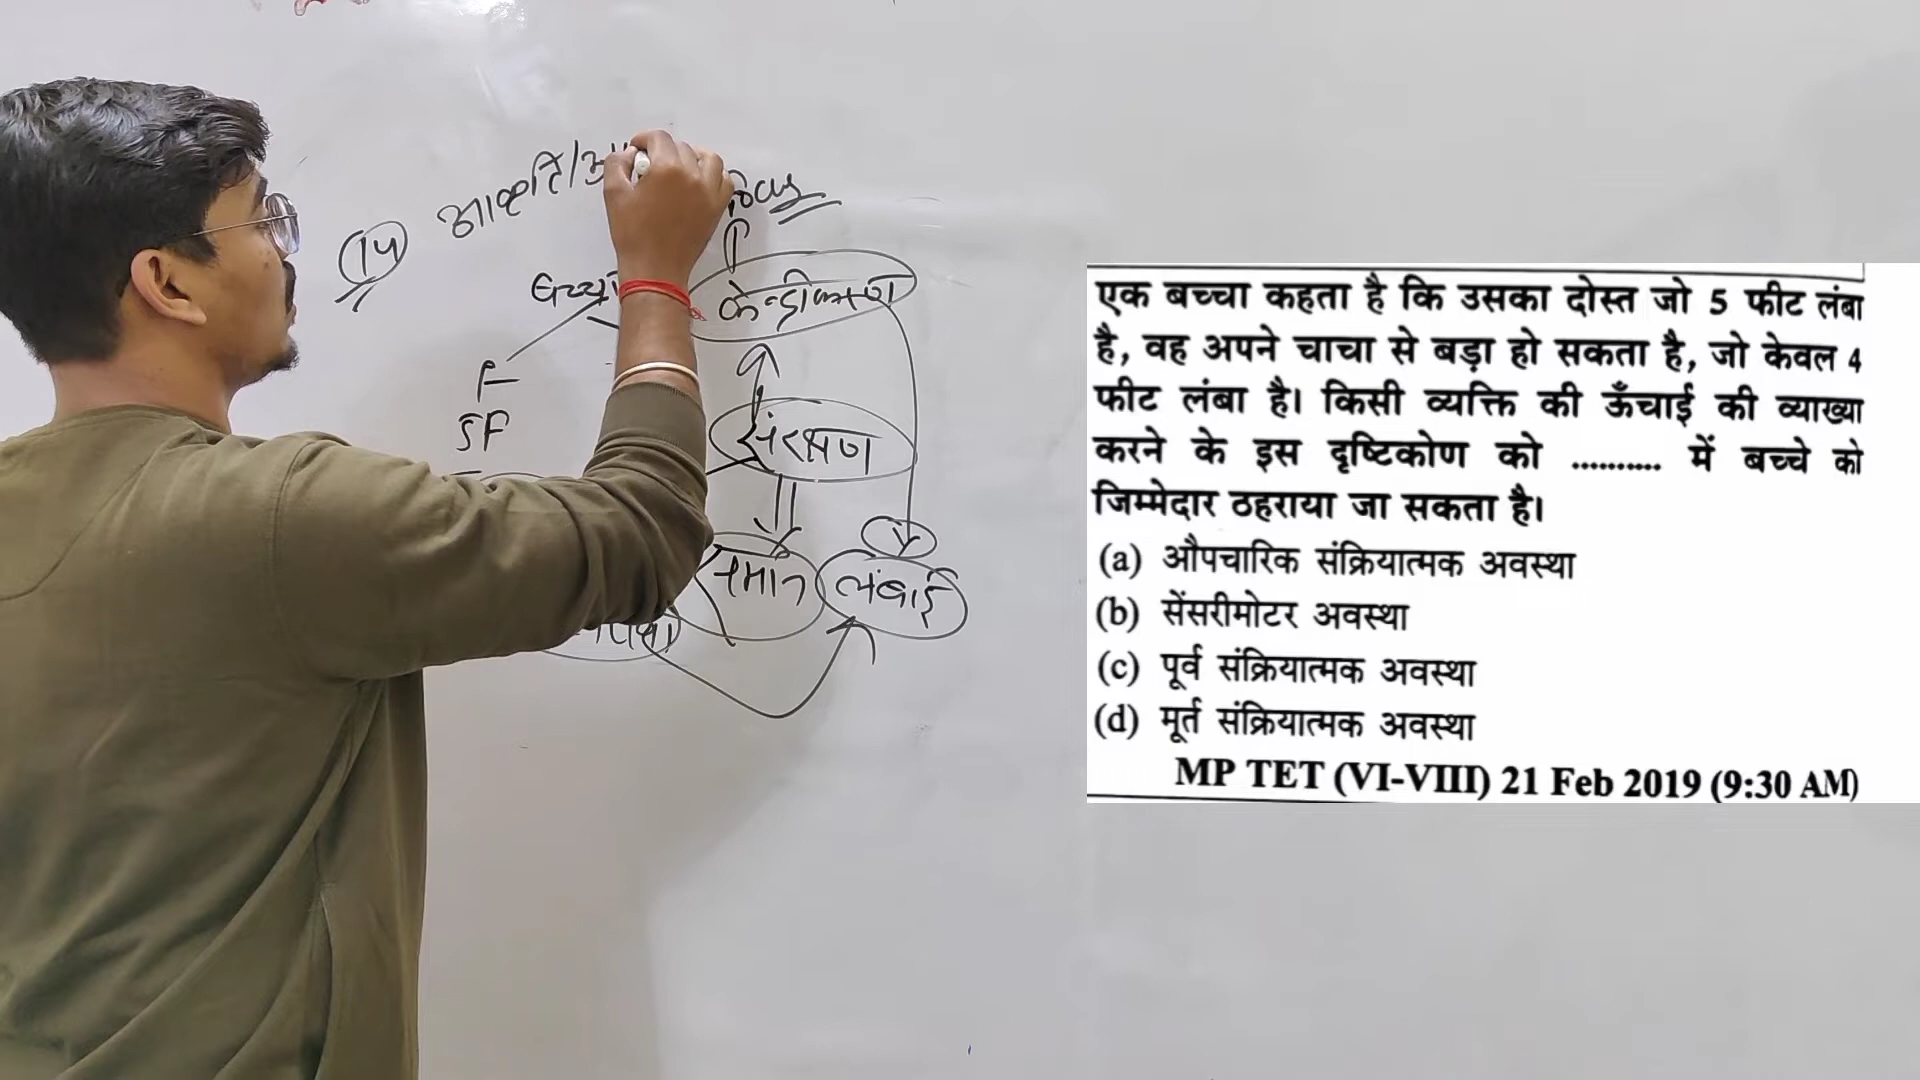 14
आकृति/
केन्द्रीकरण
F
SF
संरक्षण
समान
लंबाई
एक बच्चा कहता है कि उसका दोस्त जो 5 फीट लंबा
है, वह अपने चाचा से बड़ा हो सकता है, जो केवल 4
फीट लंबा है। किसी व्यक्ति की ऊँचाई की व्याख्या
करने के इस दृष्टिकोण को .......... में बच्चे को
जिम्मेदार ठहराया जा सकता है।
(a) औपचारिक संक्रियात्मक अवस्था
(b) सेंसरीमोटर अवस्था
(c) पूर्व संक्रियात्मक अवस्था
(d) मूर्त संक्रियात्मक अवस्था
MP TET (VI-VIII) 21 Feb 2019 (9:30 AM)